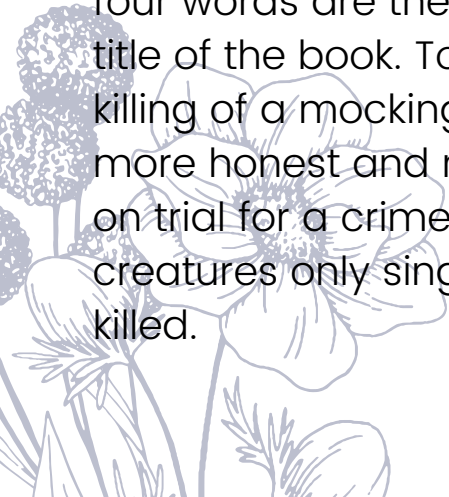 four words are the
title of the book. To
killing of a mocking
more honest and
on trial for a crime
creatures only sing
killed.